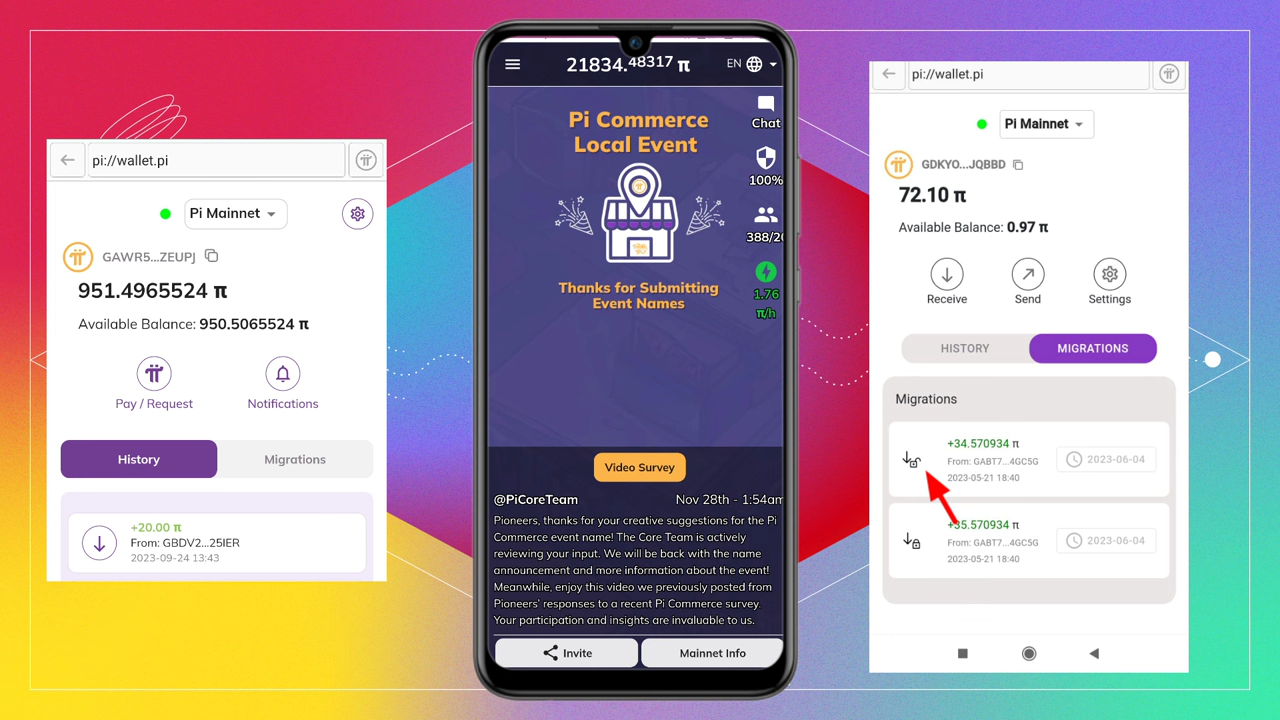 pi://wallet.pi
Pi Mainnet
GAWR5...ZEUPJ
951.4965524 π
Available Balance: 950.5065524 π
Pay / Request
Notifications
History
Migrations
+20.00 π
From: GBDV2...25IER
2023-09-24 13:43
21834.48317 π
EN
Pi Commerce
Local Event
Thanks for Submitting
Event Names
Chat
100%
388/20
1.76
π/h
Video Survey
@PiCoreTeam
Nov 28th - 1:54am
Pioneers, thanks for your creative suggestions for the Pi
Commerce event name! The Core Team is actively
reviewing your input. We will be back with the name
announcement and more information about the event!
Meanwhile, enjoy this video we previously posted from
Pioneers' responses to a recent Pi Commerce survey.
Your participation and insights are invaluable to us.
Invite
Mainnet Info
pi://wallet.pi
Pi Mainnet
GDKYO...JQBBD
72.10 π
Available Balance: 0.97 π
Receive
Send
Settings
HISTORY
MIGRATIONS
Migrations
+34.570934 π
From: GABT7...4GC5G
2023-05-21 18:40
2023-06-04
+35.570934 π
From: GABT7...4GC5G
2023-05-21 18:40
2023-06-04